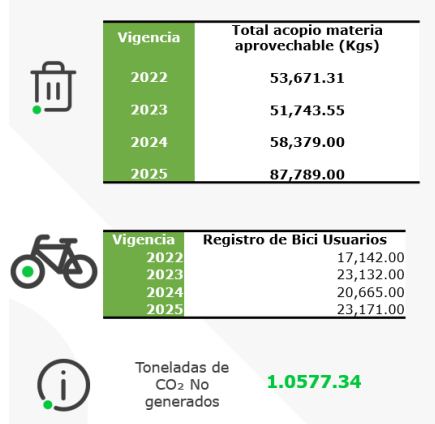 Vigencia Total acopio materia
aprovechable (Kgs)
2022 53,671.31
2023 51,743.55
2024 58,379.00
2025 87,789.00
Vigencia Registro de Bici Usuarios
2022 17,142.00
2023 23,132.00
2024 20,665.00
2025 23,171.00
Toneladas de
CO₂ No 1.0577.34
generados